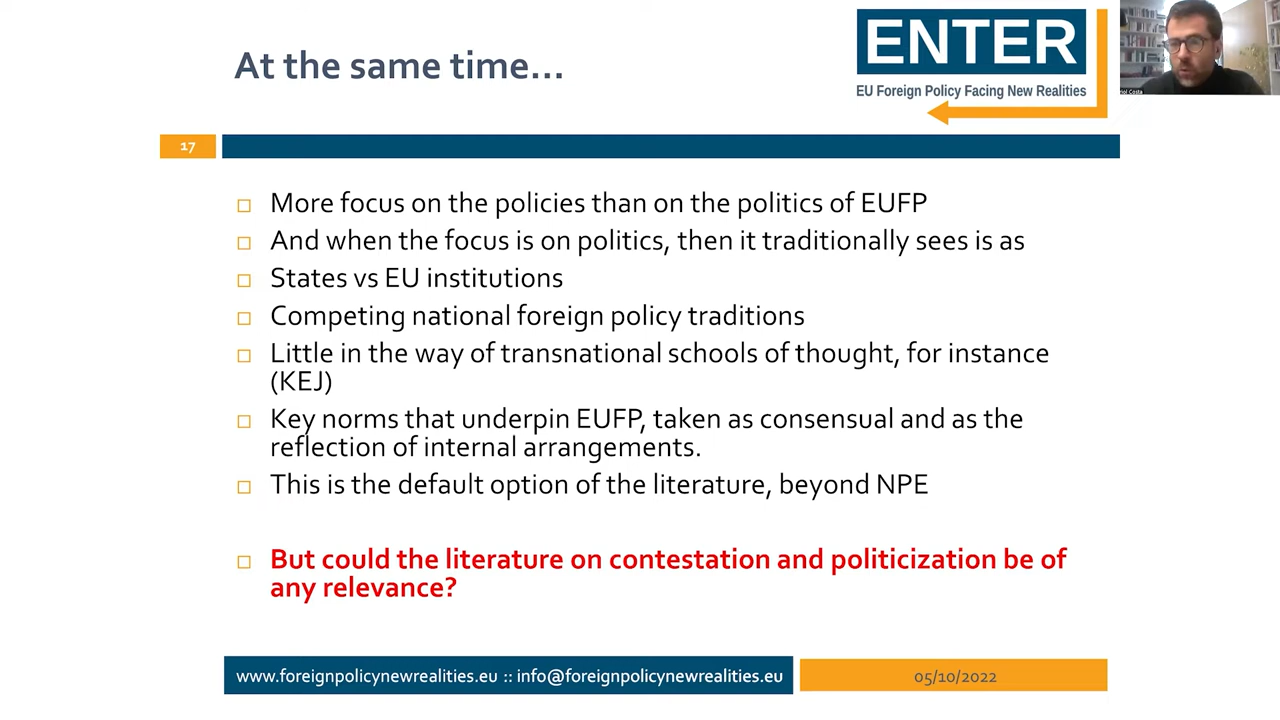 At the same time...
ENTER
EU Foreign Policy Facing New Realities
17
More focus on the policies than on the politics of EUFP
And when the focus is on politics, then it traditionally sees is as
States vs EU institutions
Competing national foreign policy traditions
Little in the way of transnational schools of thought, for instance
(KEJ)
Key norms that underpin EUFP, taken as consensual and as the
reflection of internal arrangements.
This is the default option of the literature, beyond NPE
But could the literature on contestation and politicization be of
any relevance?
www.foreignpolicynewrealities.eu :: info@foreignpolicynewrealities.eu
05/10/2022